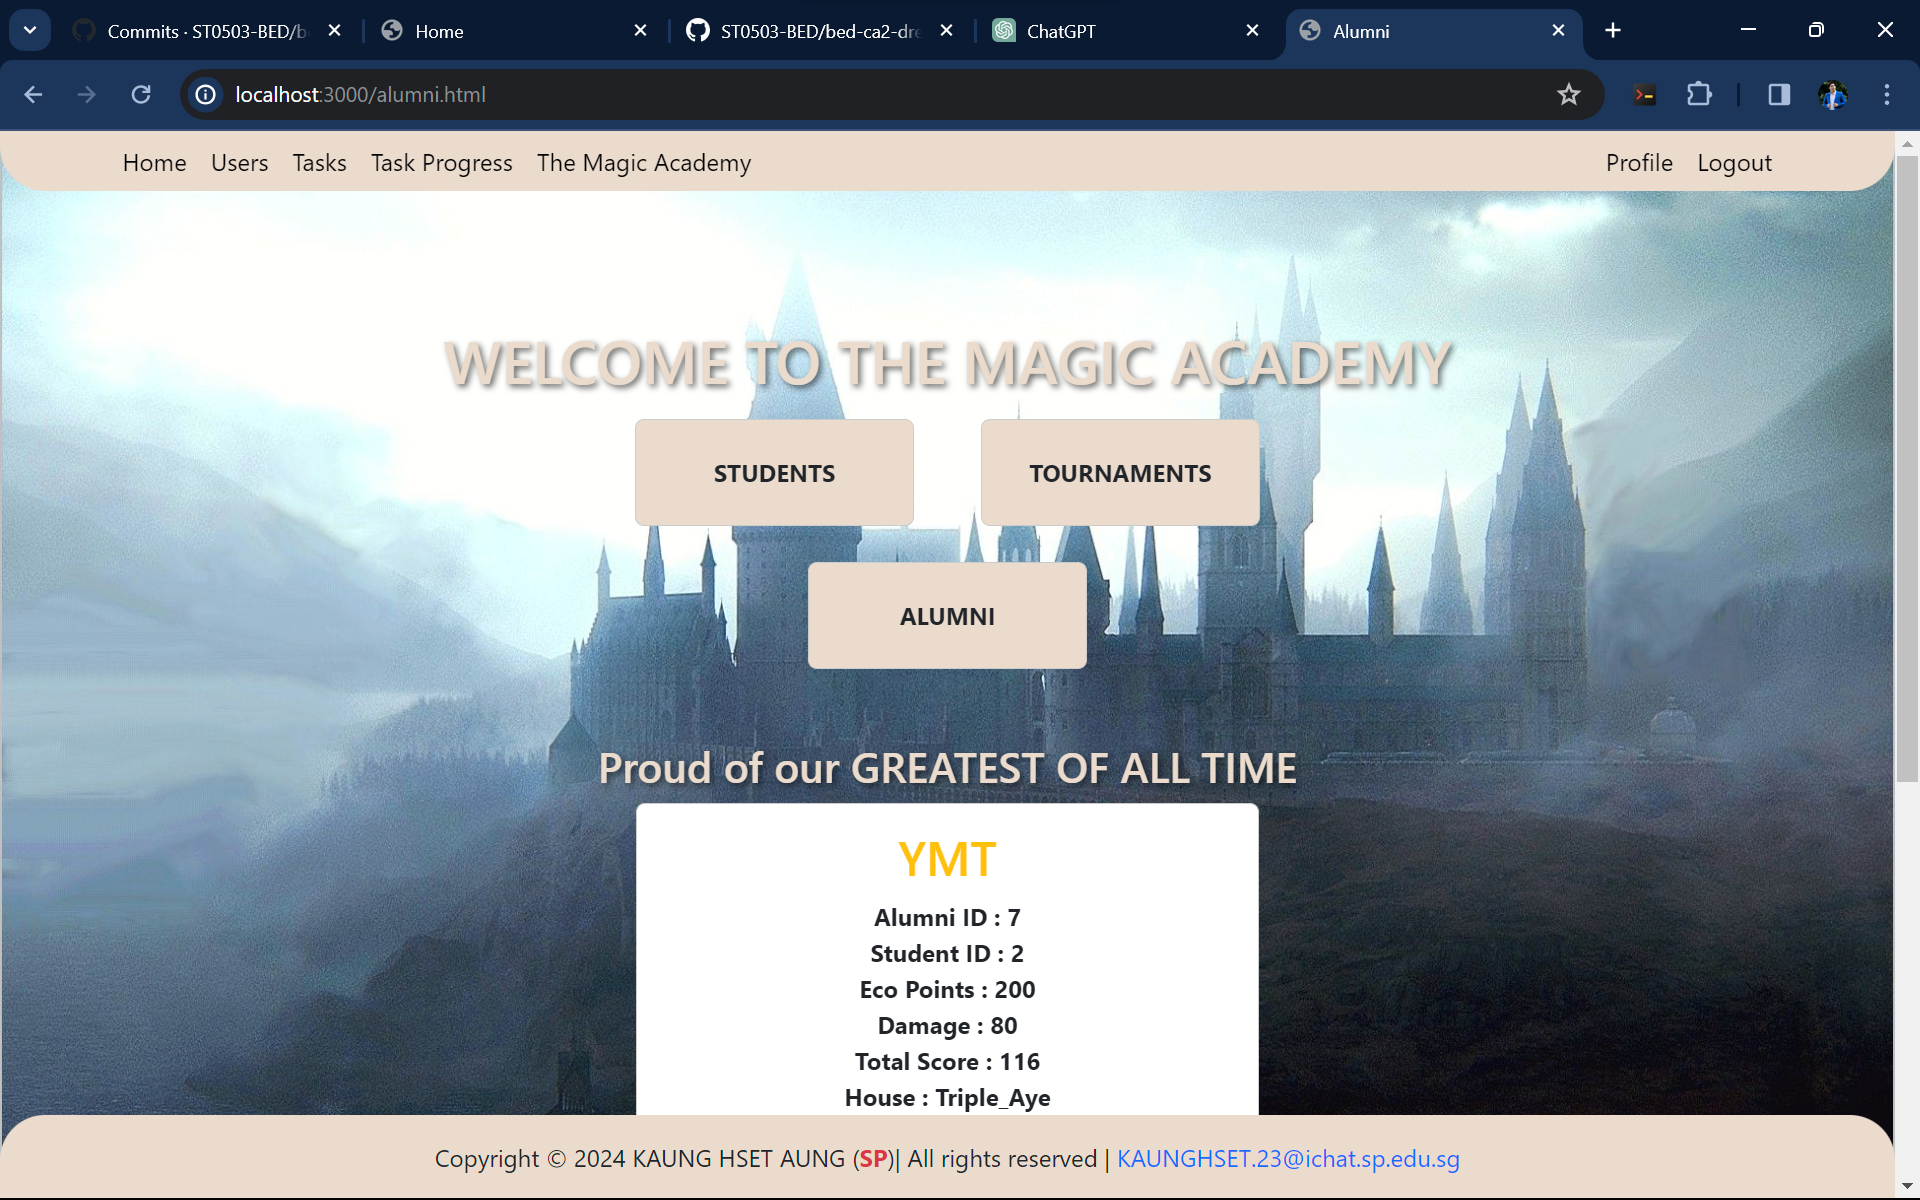 Commits · ST0503-BED/b
Home
ST0503-BED/bed-ca2-dre
ChatGPT
Alumni
localhost:3000/alumni.html
Home Users Tasks Task Progress The Magic Academy Profile Logout
WELCOME TO THE MAGIC ACADEMY
STUDENTS
TOURNAMENTS
ALUMNI
Proud of our GREATEST OF ALL TIME
YMT
Alumni ID : 7
Student ID : 2
Eco Points : 200
Damage : 80
Total Score : 116
House : Triple_Aye
Copyright © 2024 KAUNG HSET AUNG (SP)| All rights reserved | KAUNGHSET.23@ichat.sp.edu.sg